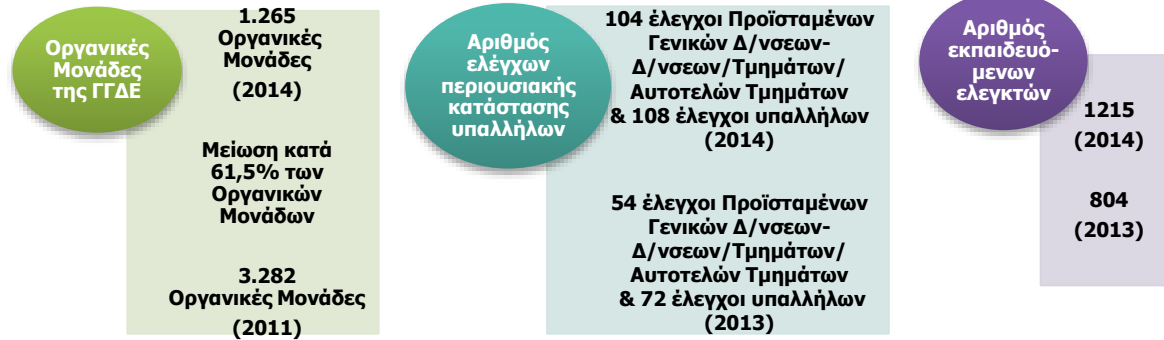 Οργανικές
Μονάδες
της ΓΓΔΕ
1.265
Οργανικές
Μονάδες
(2014)
Μείωση κατά
61,5% των
Οργανικών
Μονάδων
3.282
Οργανικές Μονάδες
(2011)
Αριθμός
ελέγχων
περιουσιακής
κατάστασης
υπαλλήλων
104 έλεγχοι Προϊσταμένων
Γενικών Δ/νσεων-
Δ/νσεων/Τμημάτων/
Αυτοτελών Τμημάτων
& 108 έλεγχοι υπαλλήλων
(2014)
54 έλεγχοι Προϊσταμένων
Γενικών Δ/νσεων-
Δ/νσεων/Τμημάτων/
Αυτοτελών Τμημάτων
& 72 έλεγχοι υπαλλήλων
(2013)
Αριθμός
εκπαιδευό-
μενων
ελεγκτών
1215
(2014)
804
(2013)